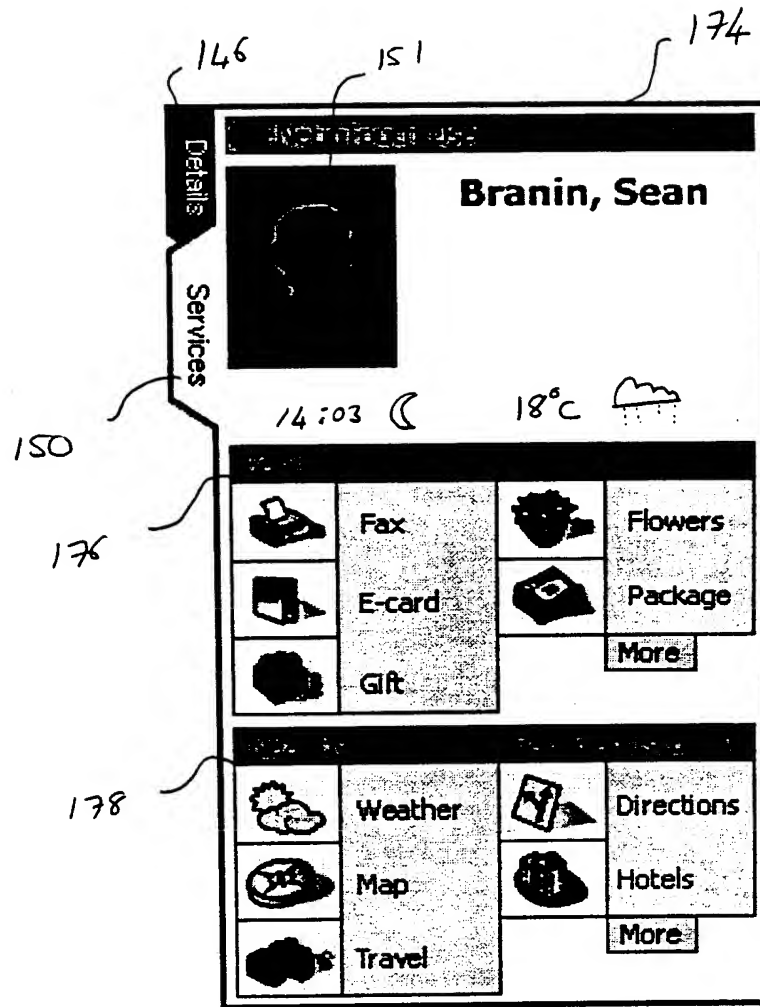 146
151
174
Details
Branin, Sean
Services
14:03 18°C
150
176
Fax
Flowers
E-card
Package
Gift
More
178
Weather
Directions
Map
Hotels
Travel
More